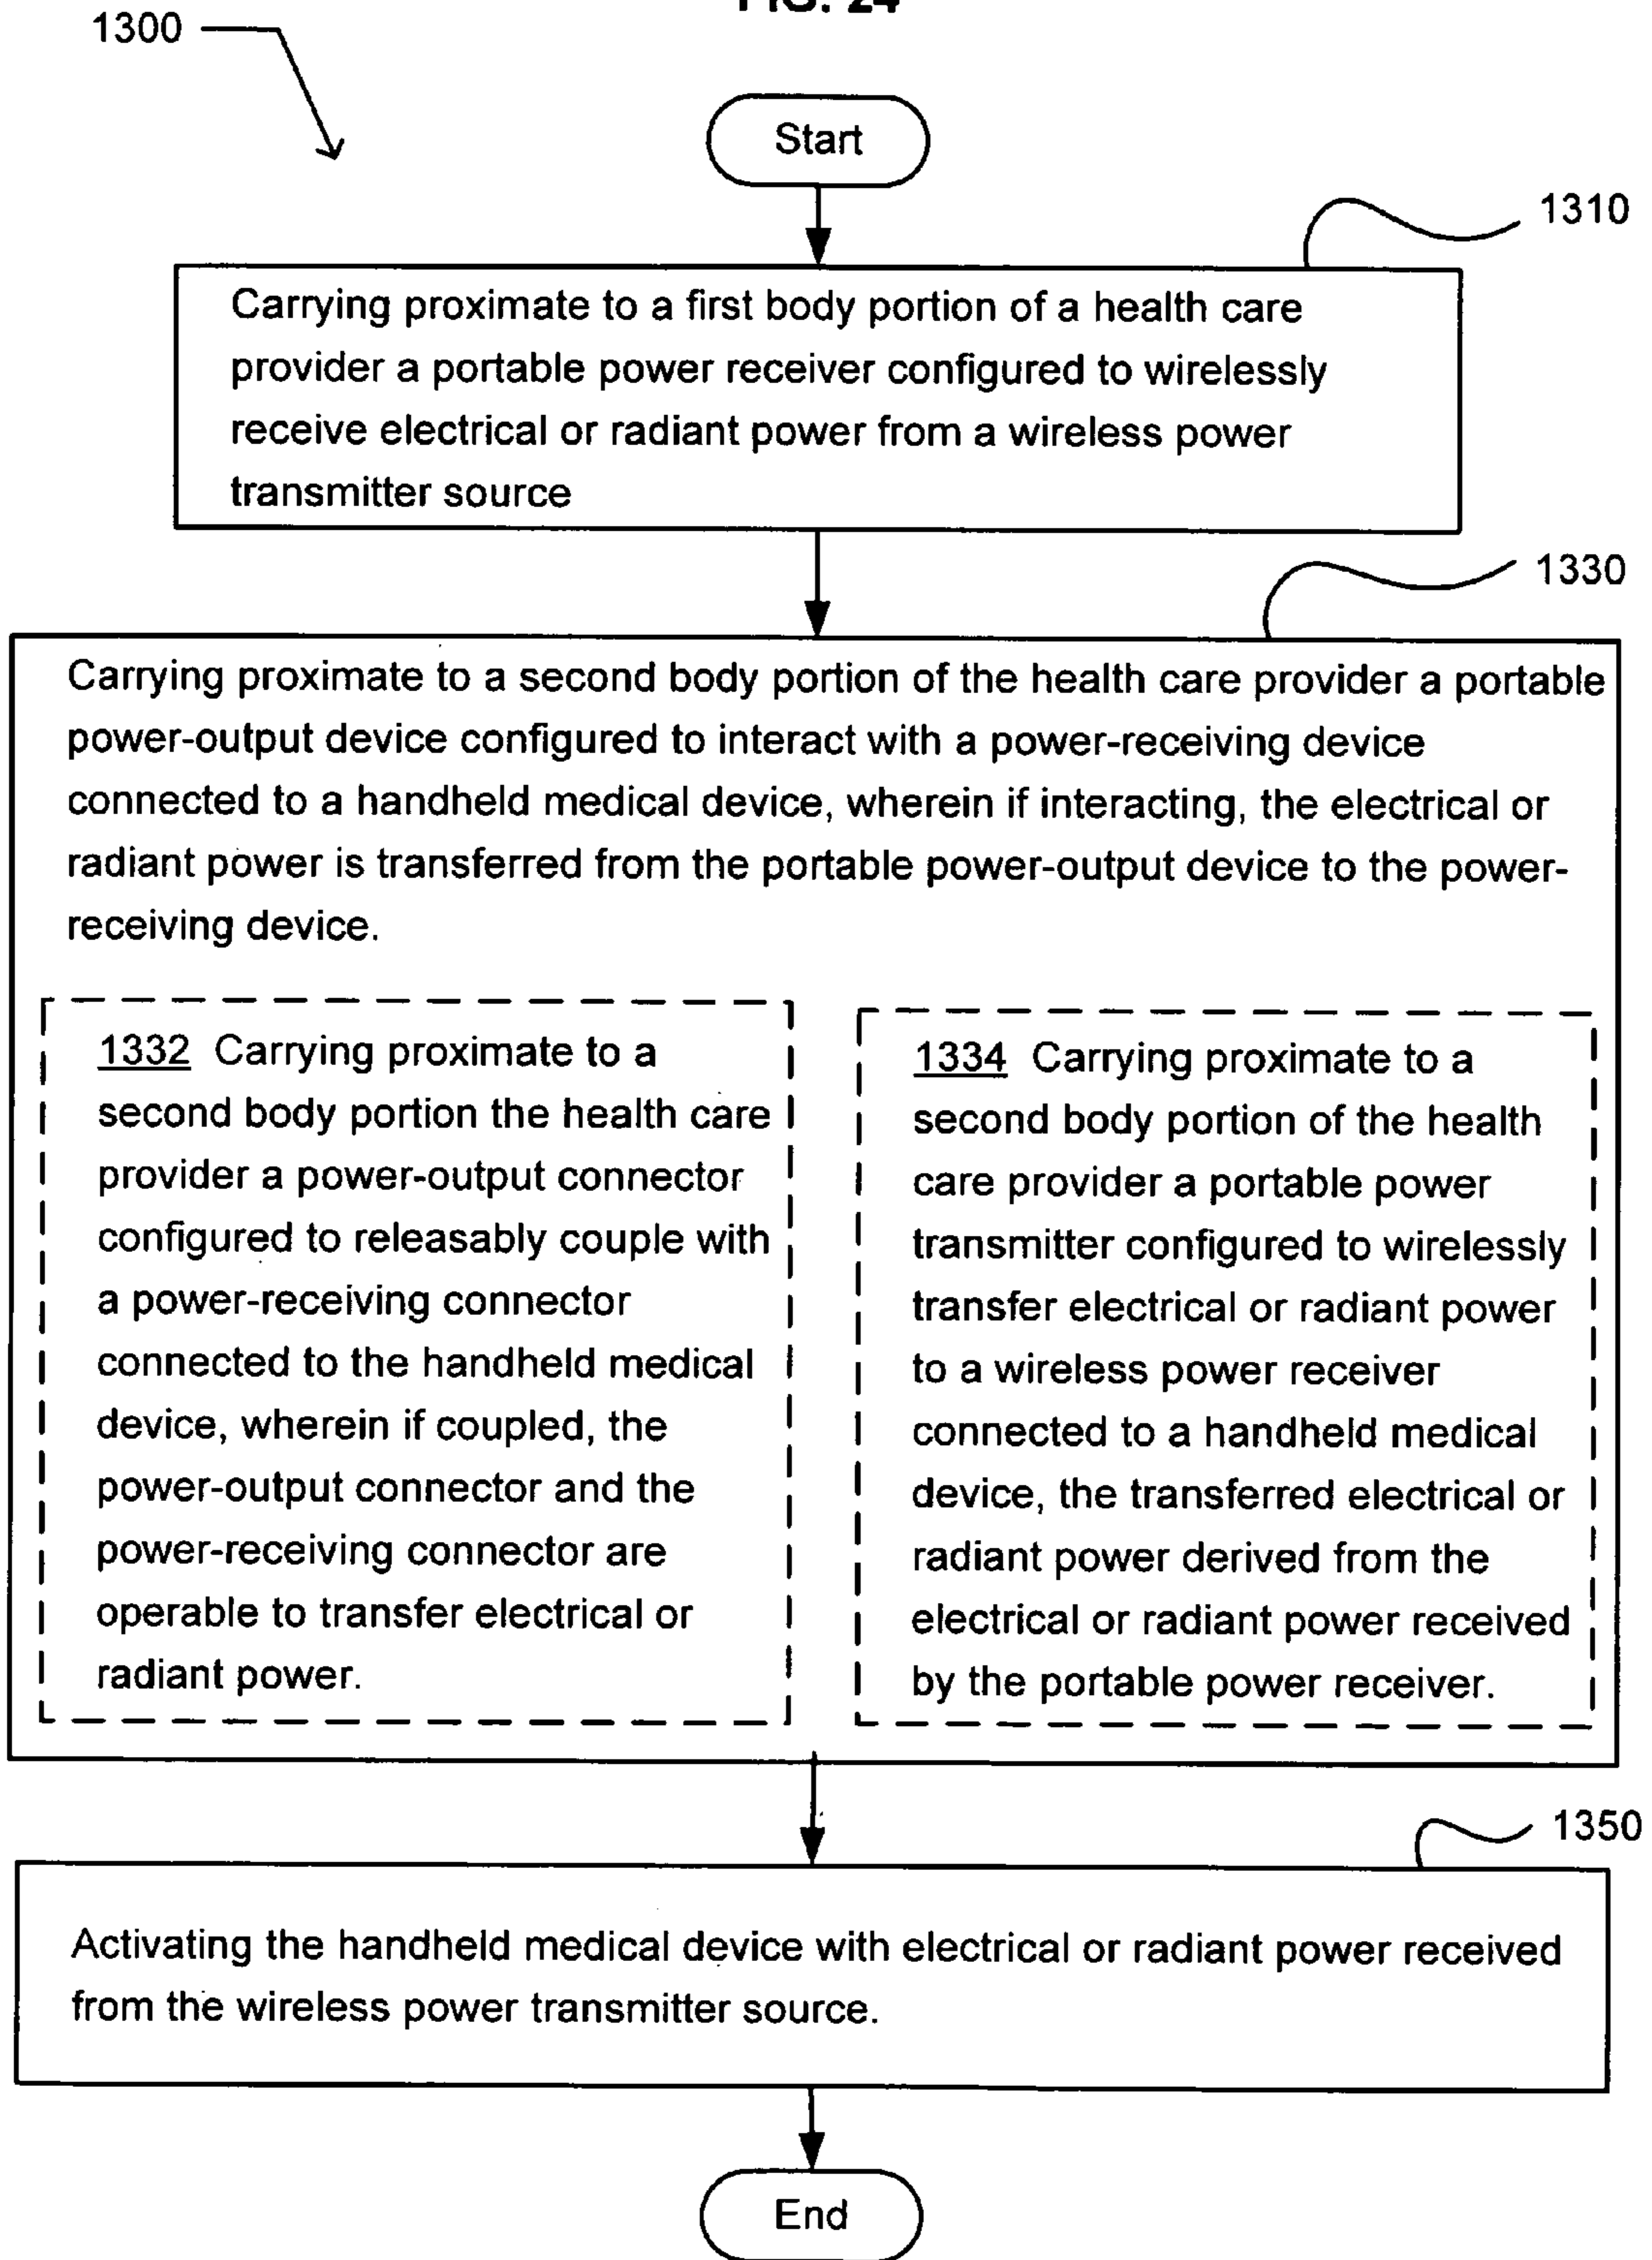 FIG. 24
1300
Start
1310
Carrying proximate to a first body portion of a health care
provider a portable power receiver configured to wirelessly
receive electrical or radiant power from a wireless power
transmitter source
1330
Carrying proximate to a second body portion of the health care provider a portable
power-output device configured to interact with a power-receiving device
connected to a handheld medical device, wherein if interacting, the electrical or
radiant power is transferred from the portable power-output device to the power-
receiving device.
1332 Carrying proximate to a
second body portion the health care
provider a power-output connector
configured to releasably couple with
a power-receiving connector
connected to the handheld medical
device, wherein if coupled, the
power-output connector and the
power-receiving connector are
operable to transfer electrical or
radiant power.
1334 Carrying proximate to a
second body portion of the health
care provider a portable power
transmitter configured to wirelessly
transfer electrical or radiant power
to a wireless power receiver
connected to a handheld medical
device, the transferred electrical or
radiant power derived from the
electrical or radiant power received
by the portable power receiver.
1350
Activating the handheld medical device with electrical or radiant power received
from the wireless power transmitter source.
End